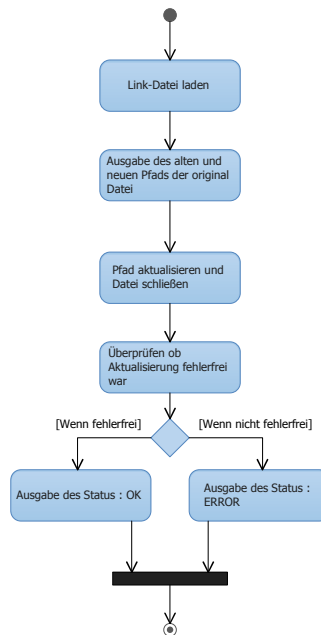 Link-Datei laden
Ausgabe des alten und
neuen Pfads der original
Datei
Pfad aktualisieren und
Datei schließen
Überprüfen ob
Aktualisierung fehlerfrei
war
[Wenn fehlerfrei]
[Wenn nicht fehlerfrei]
Ausgabe des Status : OK
Ausgabe des Status :
ERROR